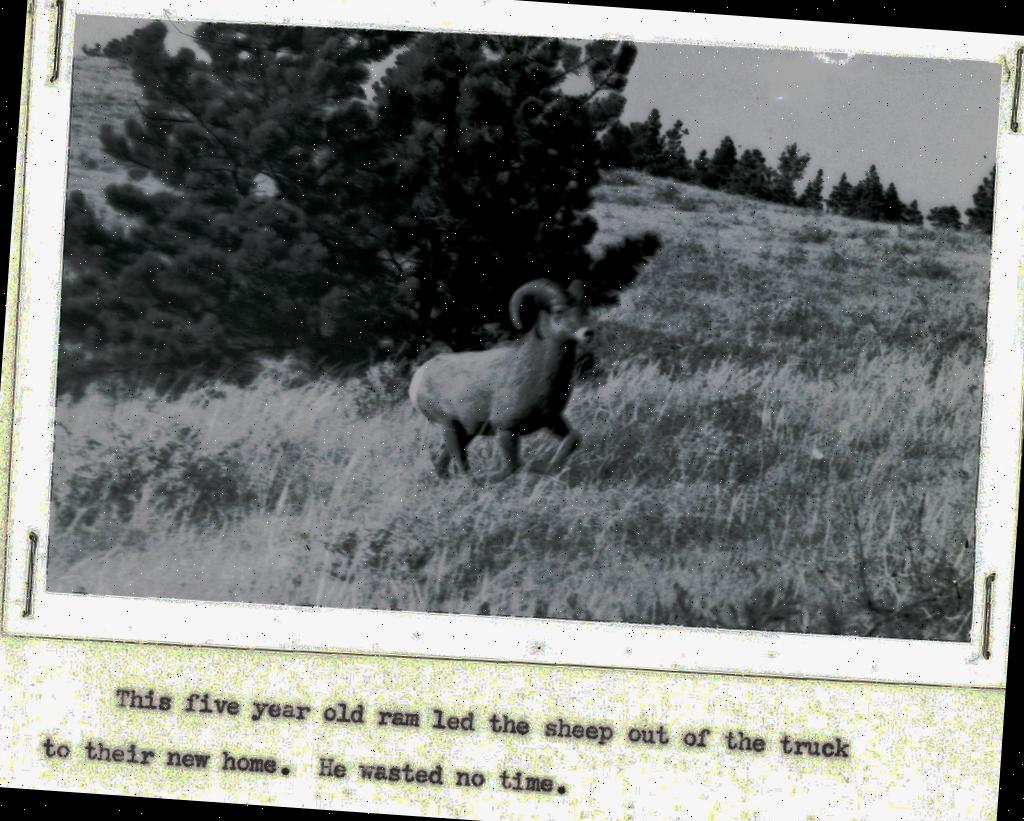 This five year old ram led the sheep out of the truck
to their new home. He wasted no time.